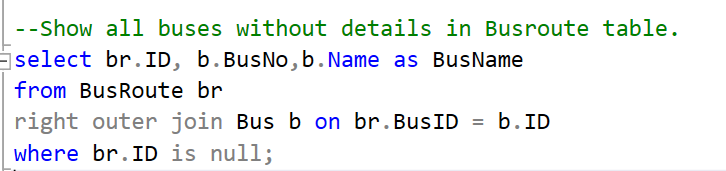 --Show all buses without details in Busroute table.
select br.ID, b.BusNo,b.Name as BusName
from BusRoute br
right outer join Bus b on br.BusID = b.ID
where br.ID is null;